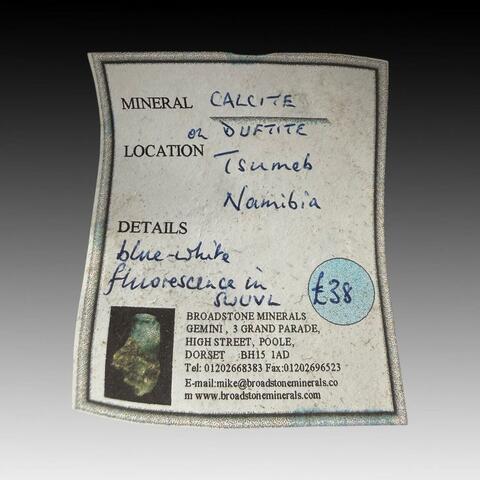 MINERAL CALCITE
or DUFTITE
LOCATION Tsumeb
Namibia
DETAILS
blue-white
fluorescence in
SWUVL
£38
BROADSTONE MINERALS
GEMINI , 3 GRAND PARADE,
HIGH STREET, POOLE,
DORSET BH15 1AD
Tel: 01202668383 Fax:01202696523
E-mail:mike@broadstoneminerals.co
m www.broadstoneminerals.com